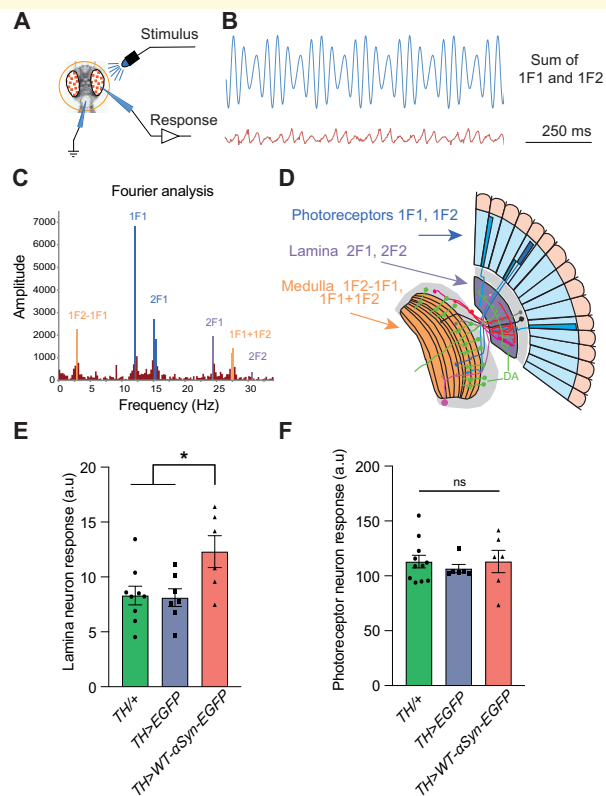 A
Stimulus
Response
B
Sum of
1F1 and 1F2
250 ms
C
Fourier analysis
Amplitude
7000
6000
5000
4000
3000
2000
1000
0
0 5 10 15 20 25 30
Frequency (Hz)
1F2-1F1
1F1
2F1
2F1
1F1+1F2
2F2
D
Photoreceptors 1F1, 1F2
Lamina 2F1, 2F2
Medulla 1F2-1F1,
1F1+1F2
DA
E
Lamina neuron response (a.u)
20
15
10
5
0
*
TH/+
TH>EGFP
TH>WT-αSyn-EGFP
F
Photoreceptor neuron response (a.u)
200
150
100
50
0
ns
TH/+
TH>EGFP
TH>WT-αSyn-EGFP